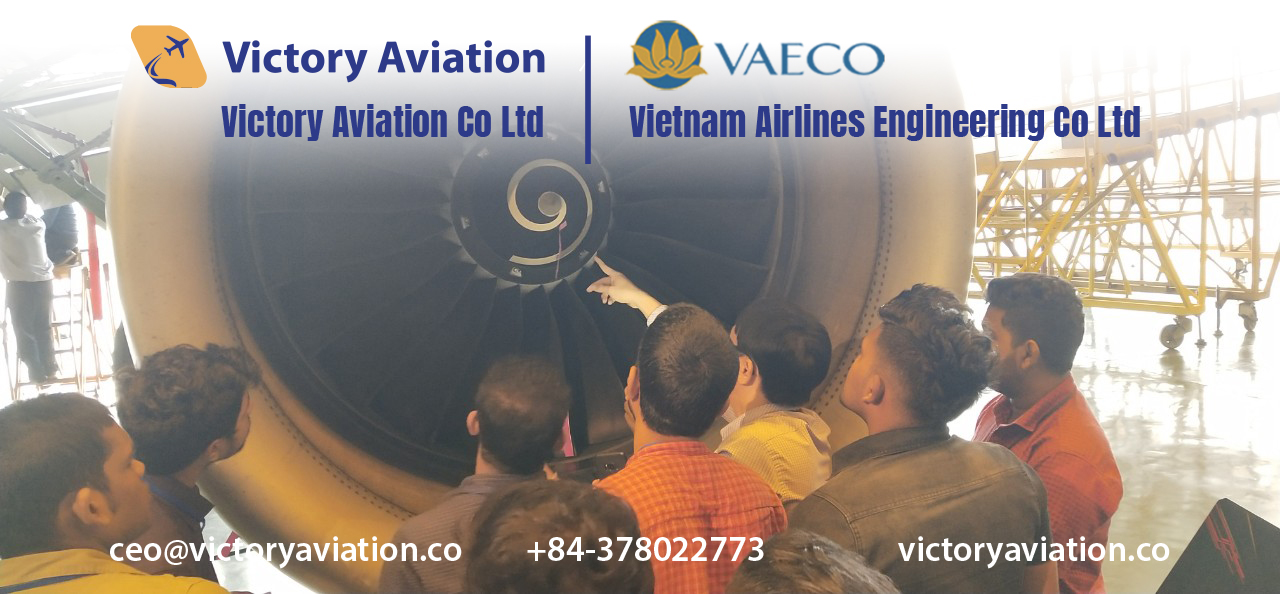 Victory Aviation
Victory Aviation Co Ltd
VAECO
Vietnam Airlines Engineering Co Ltd
ceo@victoryaviation.co
+84-378022773
victoryaviation.co